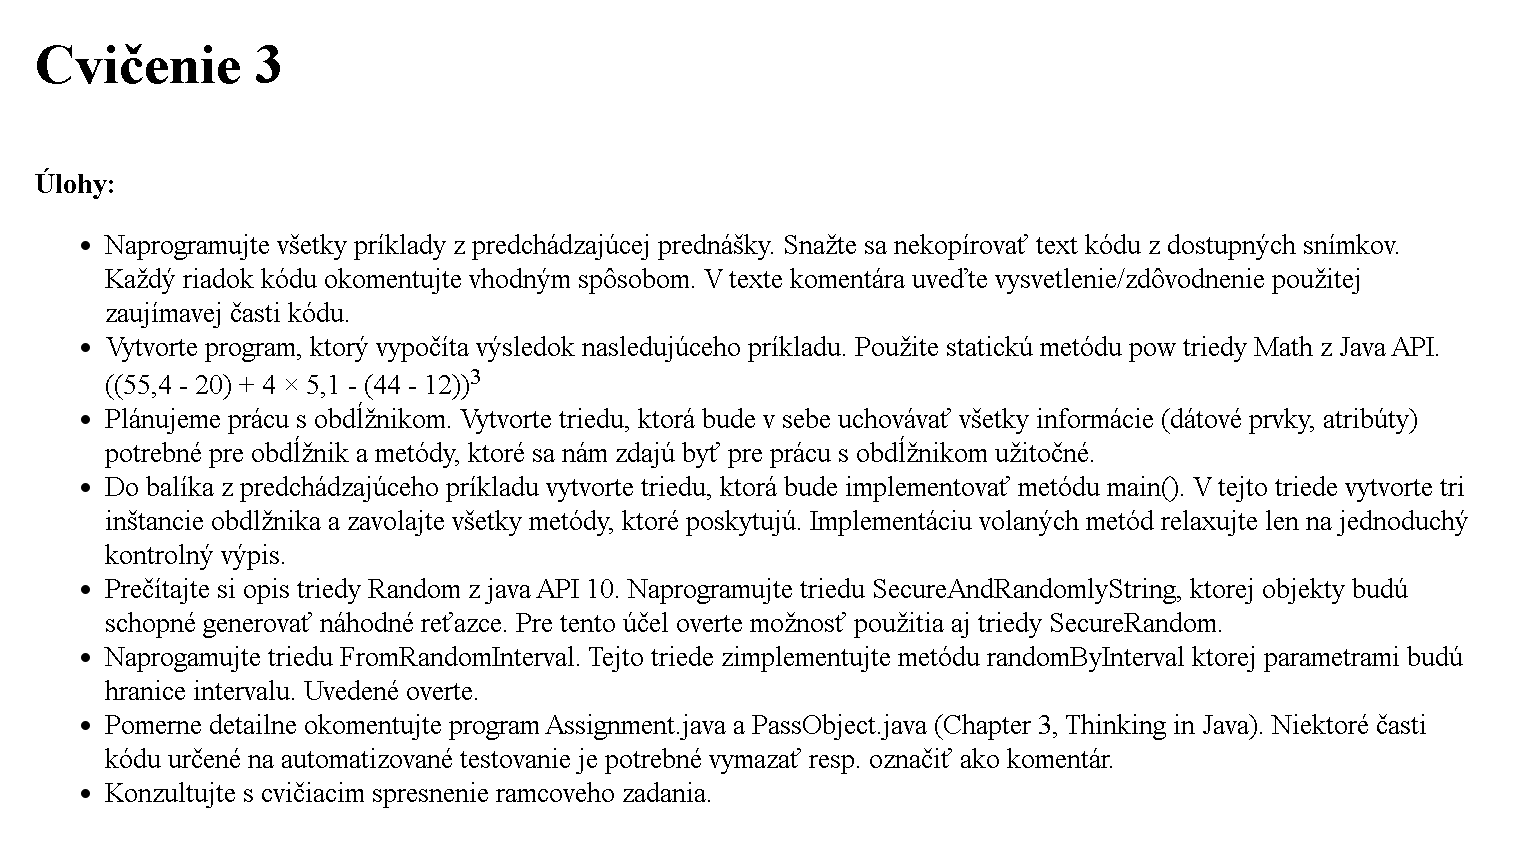 Cvičenie 3
Úlohy:
Naprogramujte všetky príklady z predchádzajúcej prednášky. Snažte sa nekopírovať text kódu z dostupných snímkov.
Každý riadok kódu okomentujte vhodným spôsobom. V texte komentára uveďte vysvetlenie/zdôvodnenie použitej
zaujímavej časti kódu.
Vytvorte program, ktorý vypočíta výsledok nasledujúceho príkladu. Použite statickú metódu pow triedy Math z Java API.
((55,4 - 20) + 4 × 5,1 - (44 - 12))³
Plánujeme prácu s obdĺžnikom. Vytvorte triedu, ktorá bude v sebe uchovávať všetky informácie (dátové prvky, atribúty)
potrebné pre obdĺžnik a metódy, ktoré sa nám zdajú byť pre prácu s obdĺžnikom užitočné.
Do balíka z predchádzajúceho príkladu vytvorte triedu, ktorá bude implementovať metódu main(). V tejto triede vytvorte tri
inštancie obdlžnika a zavolajte všetky metódy, ktoré poskytujú. Implementáciu volaných metód relaxujte len na jednoduchý
kontrolný výpis.
Prečítajte si opis triedy Random z java API 10. Naprogramujte triedu SecureAndRandomlyString, ktorej objekty budú
schopné generovať náhodné reťazce. Pre tento účel overte možnosť použitia aj triedy SecureRandom.
Naprogamujte triedu FromRandomInterval. Tejto triede zimplementujte metódu randomByInterval ktorej parametrami budú
hranice intervalu. Uvedené overte.
Pomerne detailne okomentujte program Assignment.java a PassObject.java (Chapter 3, Thinking in Java). Niektoré časti
kódu určené na automatizované testovanie je potrebné vymazať resp. označiť ako komentár.
Konzultujte s cvičiacim spresnenie ramcoveho zadania.